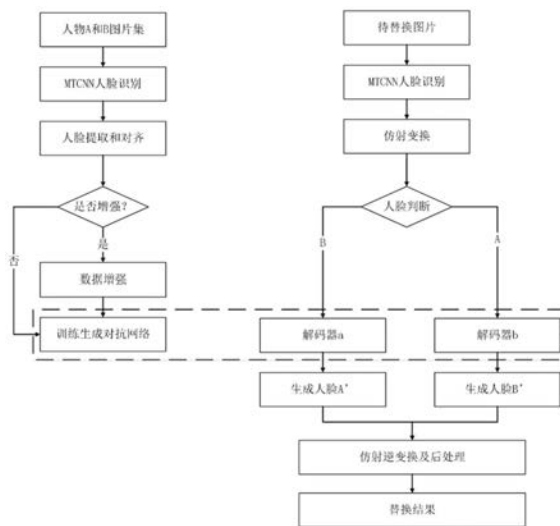 人物A和B图片集
MTCNN人脸识别
人脸提取和对齐
是否增强?
是
否
数据增强
训练生成对抗网络
待替换图片
MTCNN人脸识别
仿射变换
人脸判断
B
A
解码器a
解码器b
生成人脸A'
生成人脸B'
仿射逆变换及后处理
替换结果